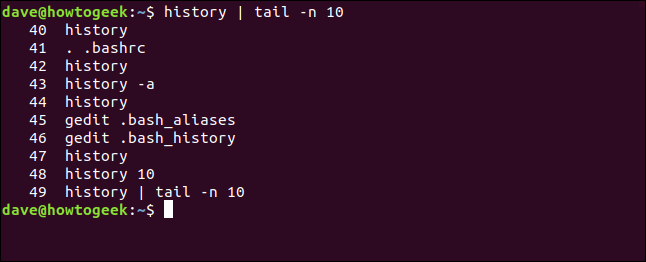 dave@howtogeek:~$ history | tail -n 10
40 history
41 . .bashrc
42 history
43 history -a
44 history
45 gedit .bash_aliases
46 gedit .bash_history
47 history
48 history 10
49 history | tail -n 10
dave@howtogeek:~$